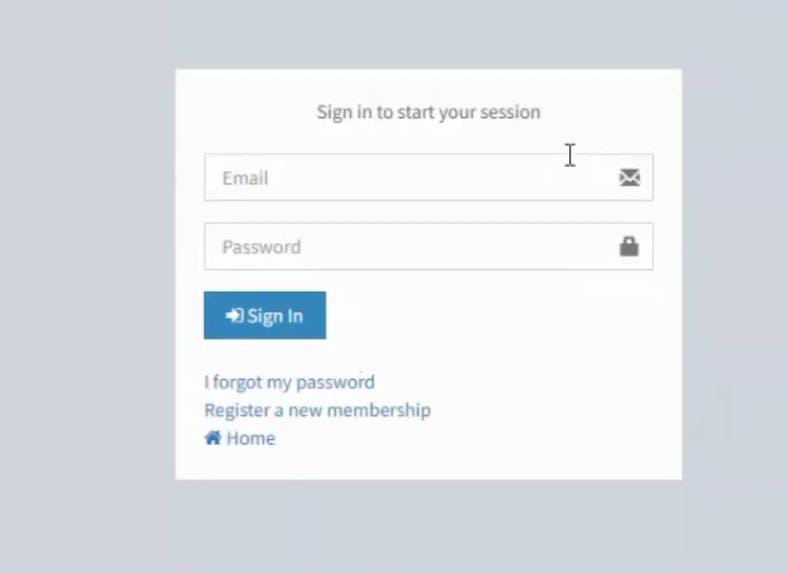 Sign in to start your session
Email
Password
Sign In
I forgot my password
Register a new membership
Home